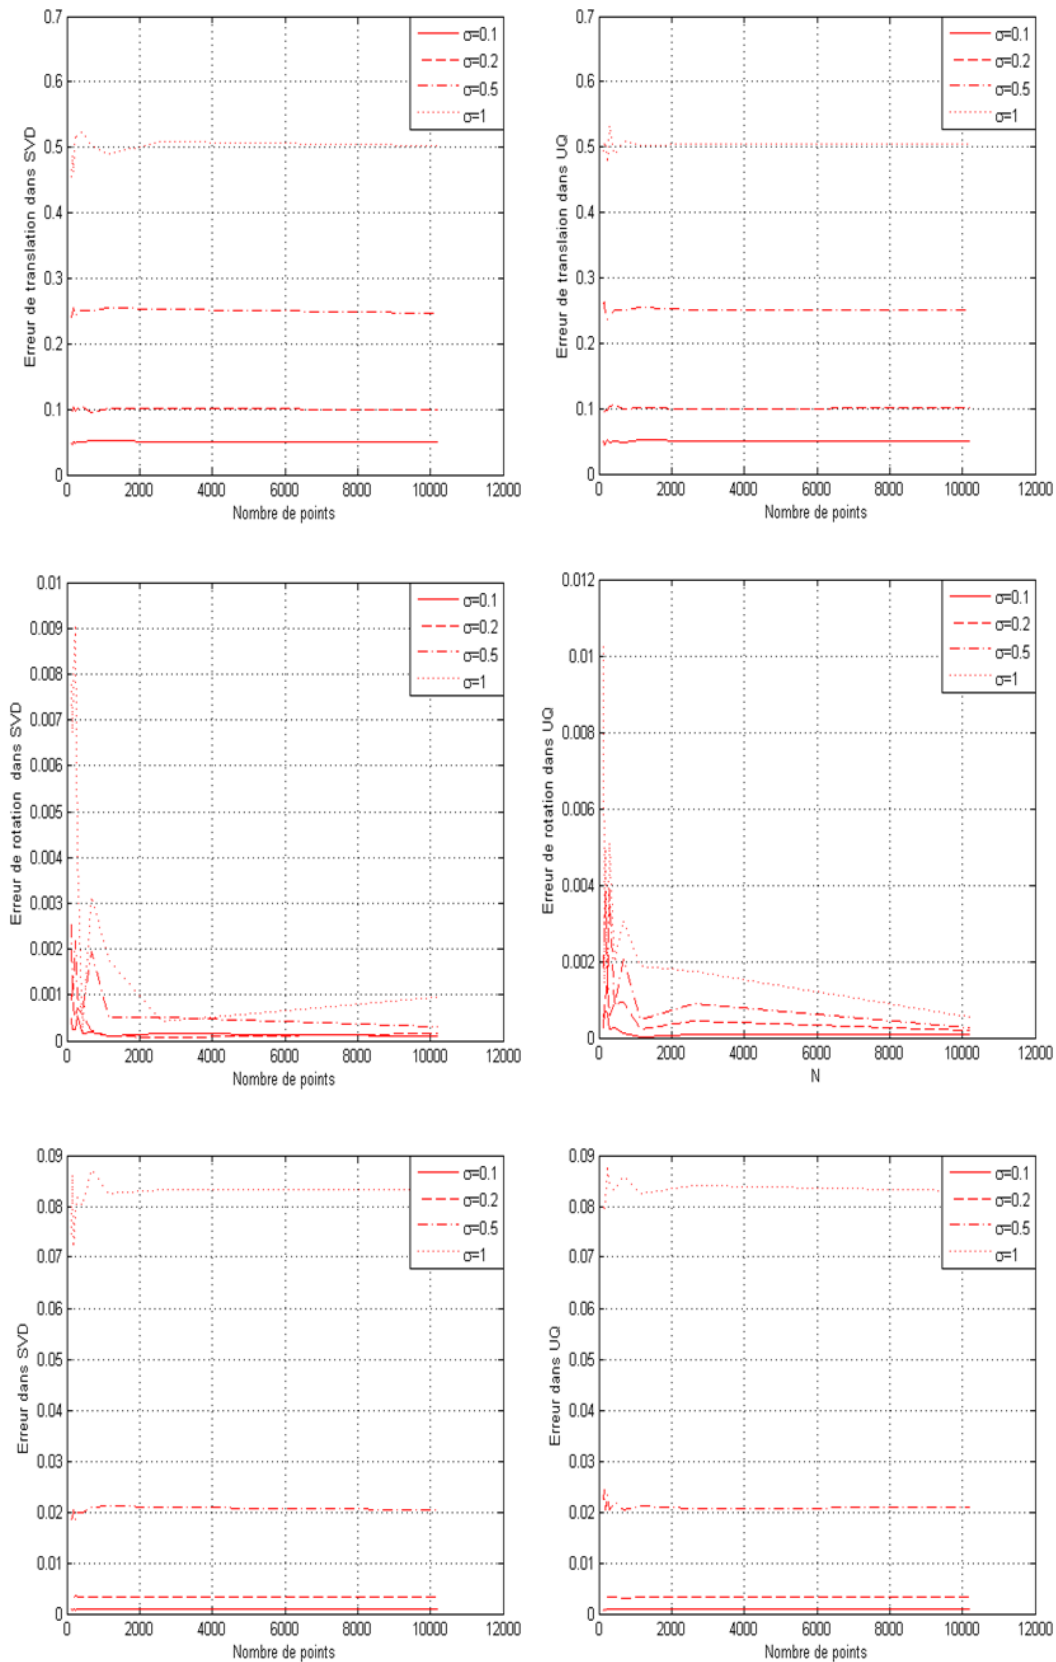 Erreur de translation dans SVD
0.7
0.6
0.5
0.4
0.3
0.2
0.1
0
0
2000
4000
6000
8000
10000
12000
Nombre de points
σ=0.1
σ=0.2
σ=0.5
σ=1
Erreur de translaion dans UQ
0.7
0.6
0.5
0.4
0.3
0.2
0.1
0
0
2000
4000
6000
8000
10000
12000
Nombre de points
σ=0.1
σ=0.2
σ=0.5
σ=1
Erreur de rotation dans SVD
0.01
0.009
0.008
0.007
0.006
0.005
0.004
0.003
0.002
0.001
0
0
2000
4000
6000
8000
10000
12000
Nombre de points
σ=0.1
σ=0.2
σ=0.5
σ=1
Erreur de rotation dans UQ
0.012
0.01
0.008
0.006
0.004
0.002
0
0
2000
4000
6000
8000
10000
12000
N
σ=0.1
σ=0.2
σ=0.5
σ=1
Erreur dans SVD
0.09
0.08
0.07
0.06
0.05
0.04
0.03
0.02
0.01
0
0
2000
4000
6000
8000
10000
12000
Nombre de points
σ=0.1
σ=0.2
σ=0.5
σ=1
Erreur dans UQ
0.09
0.08
0.07
0.06
0.05
0.04
0.03
0.02
0.01
0
0
2000
4000
6000
8000
10000
12000
Nombre de points
σ=0.1
σ=0.2
σ=0.5
σ=1